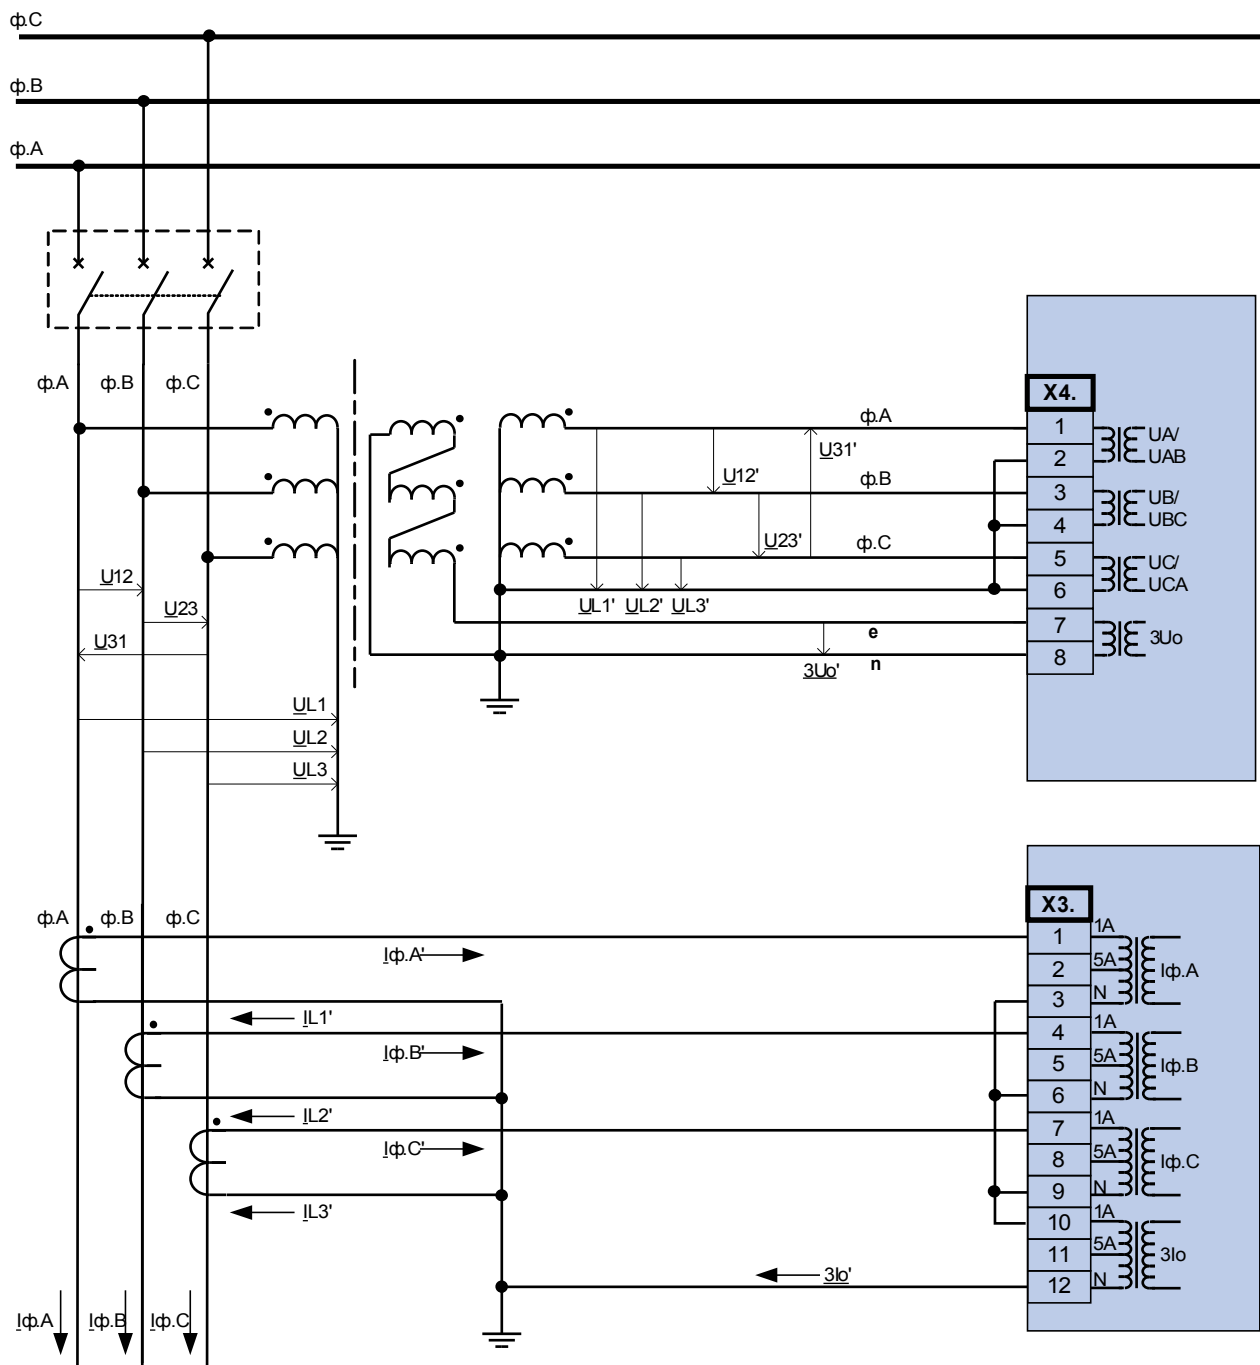 ф.C
ф.B
ф.A
ф.A ф.B ф.C
X4.
1
2
3
4
5
6
7
8
UA/
UAB
UB/
UBC
UC/
UCA
3Uo
ф.A
U31'
U12'
ф.B
U23'
ф.C
UL1' UL2' UL3'
e
3Uo' n
U12
U23
U31
UL1
UL2
UL3
ф.A ф.B ф.C
X3.
1 1A
2 5A Iф.A
3 N
4 1A
5 5A Iф.B
6 N
7 1A
8 5A Iф.C
9 N
10 1A
11 5A 3Io
12 N
Iф.A'
IL1'
Iф.B'
IL2'
Iф.C'
IL3'
3Io'
Iф.A Iф.B Iф.C